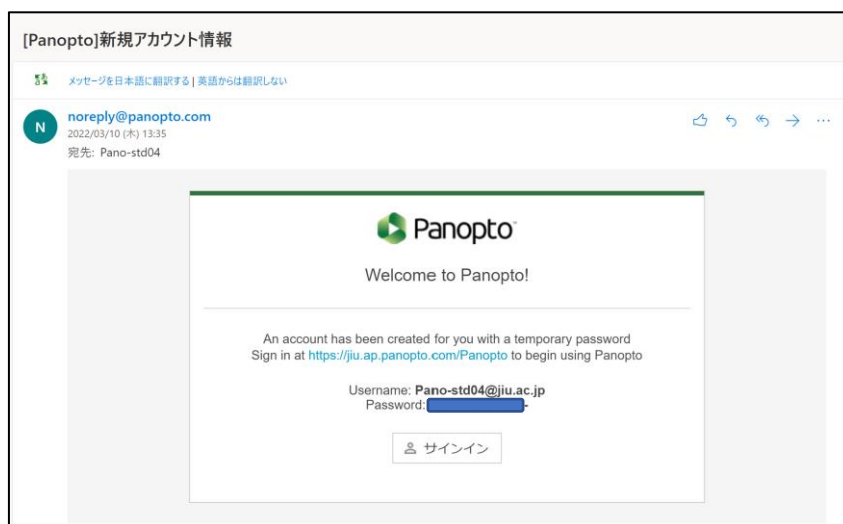 [Panopto]新規アカウント情報
メッセージを日本語に翻訳する | 英語からは翻訳しない
N
noreply@panopto.com
2022/03/10 (木) 13:35
宛先: Pano-std04
Panopto
Welcome to Panopto!
An account has been created for you with a temporary password
Sign in at https://jiu.ap.panopto.com/Panopto to begin using Panopto
Username: Pano-std04@jiu.ac.jp
Password:
サインイン